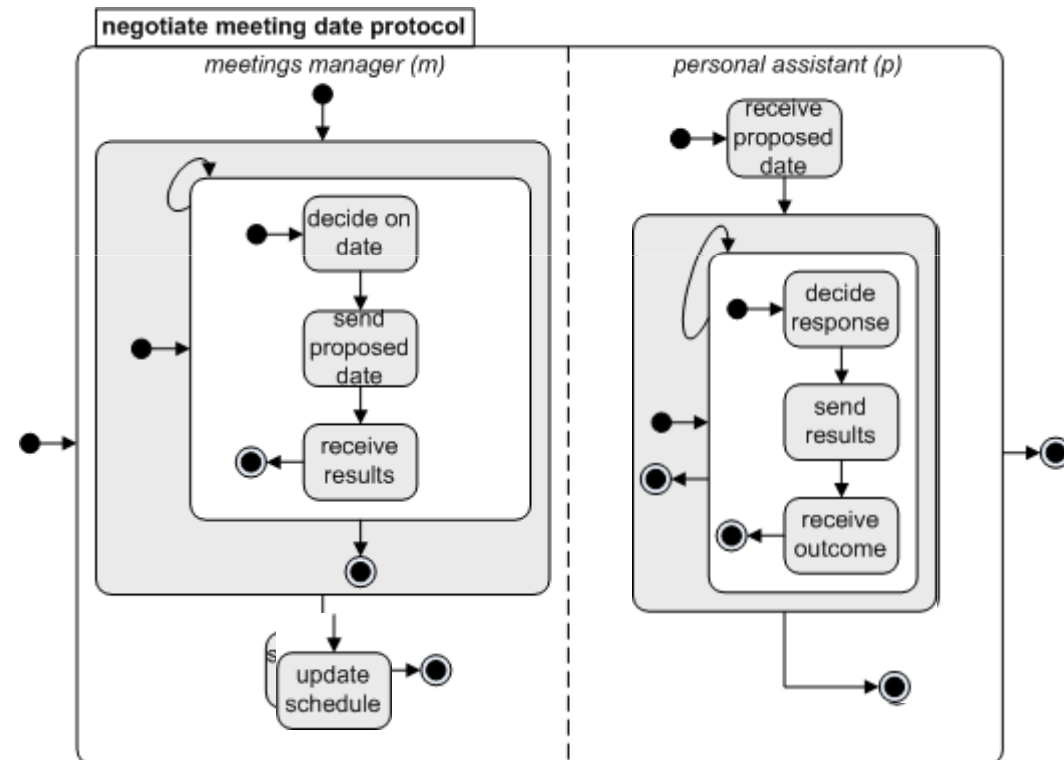 negotiate meeting date protocol
meetings manager (m)
decide on
date
send
proposed
date
receive
results
s
update
schedule
personal assistant (p)
receive
proposed
date
decide
response
send
results
receive
outcome